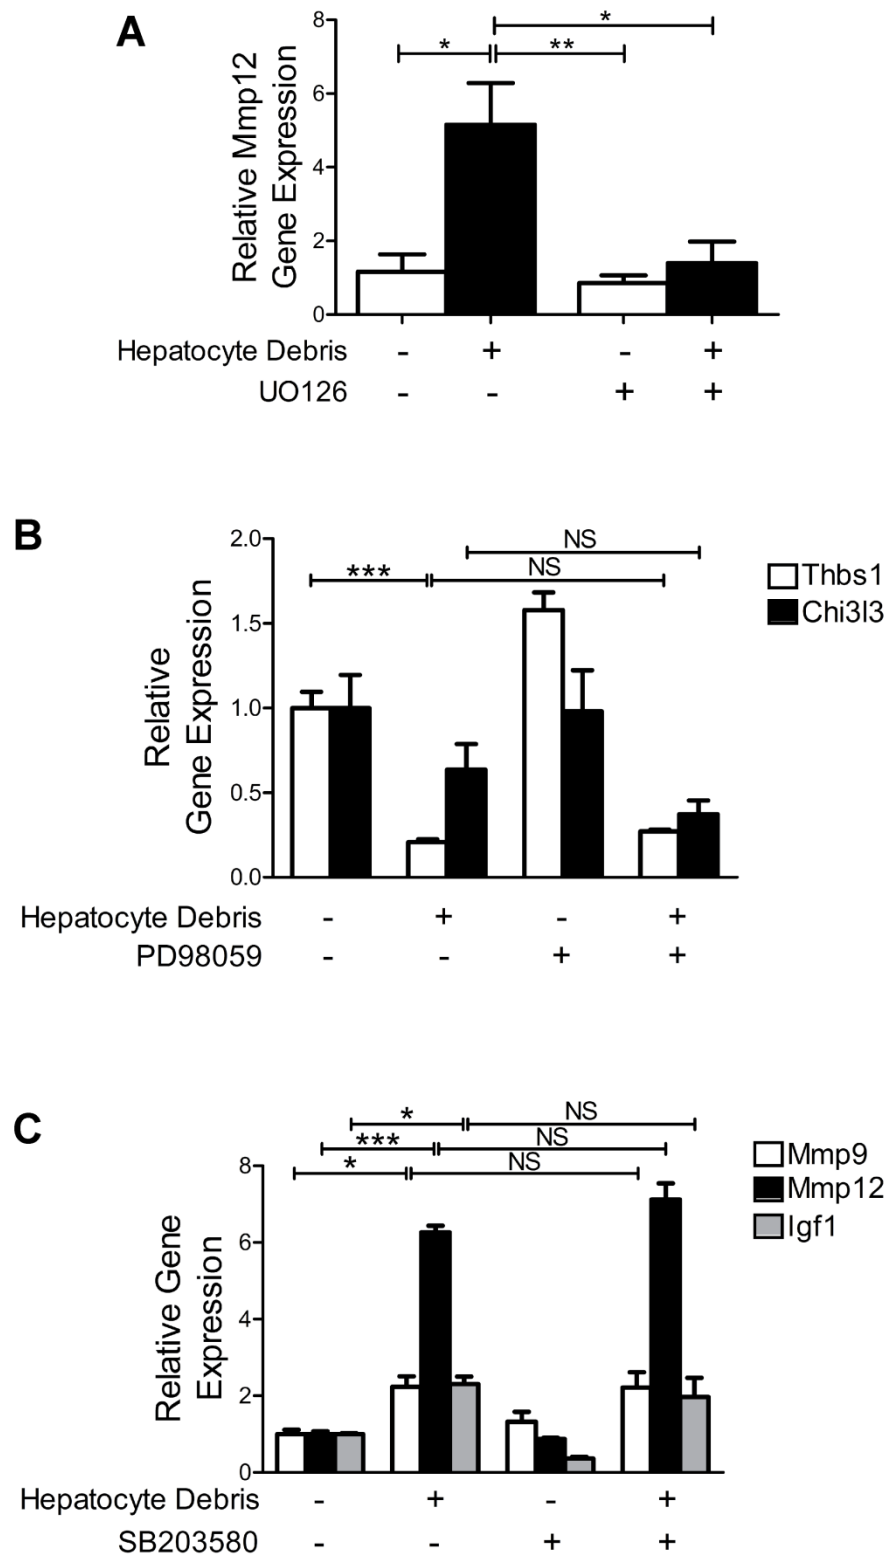 A
Relative Mmp12
Gene Expression
8
6
4
2
0
*
*
**
Hepatocyte Debris - + - +
UO126 - - + +
B
Relative
Gene Expression
2.0
1.5
1.0
0.5
0.0
NS
*** NS
Thbs1
Chi3l3
Hepatocyte Debris - + - +
PD98059 - - + +
C
Relative Gene
Expression
8
6
4
2
0
* NS
*** NS
* NS
Mmp9
Mmp12
Igf1
Hepatocyte Debris - + - +
SB203580 - - + +